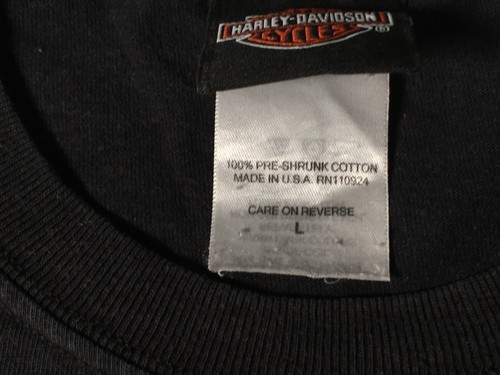 HARLEY-DAVIDSON
CYCLES ®
100% PRE-SHRUNK COTTON
MADE IN U.S.A. RN110924
CARE ON REVERSE
L